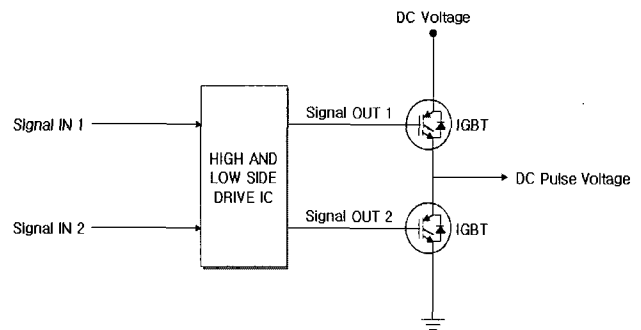 DC Voltage
Signal IN 1
Signal OUT 1
IGBT
HIGH AND
LOW SIDE
DRIVE IC
DC Pulse Voltage
Signal IN 2
Signal OUT 2
IGBT